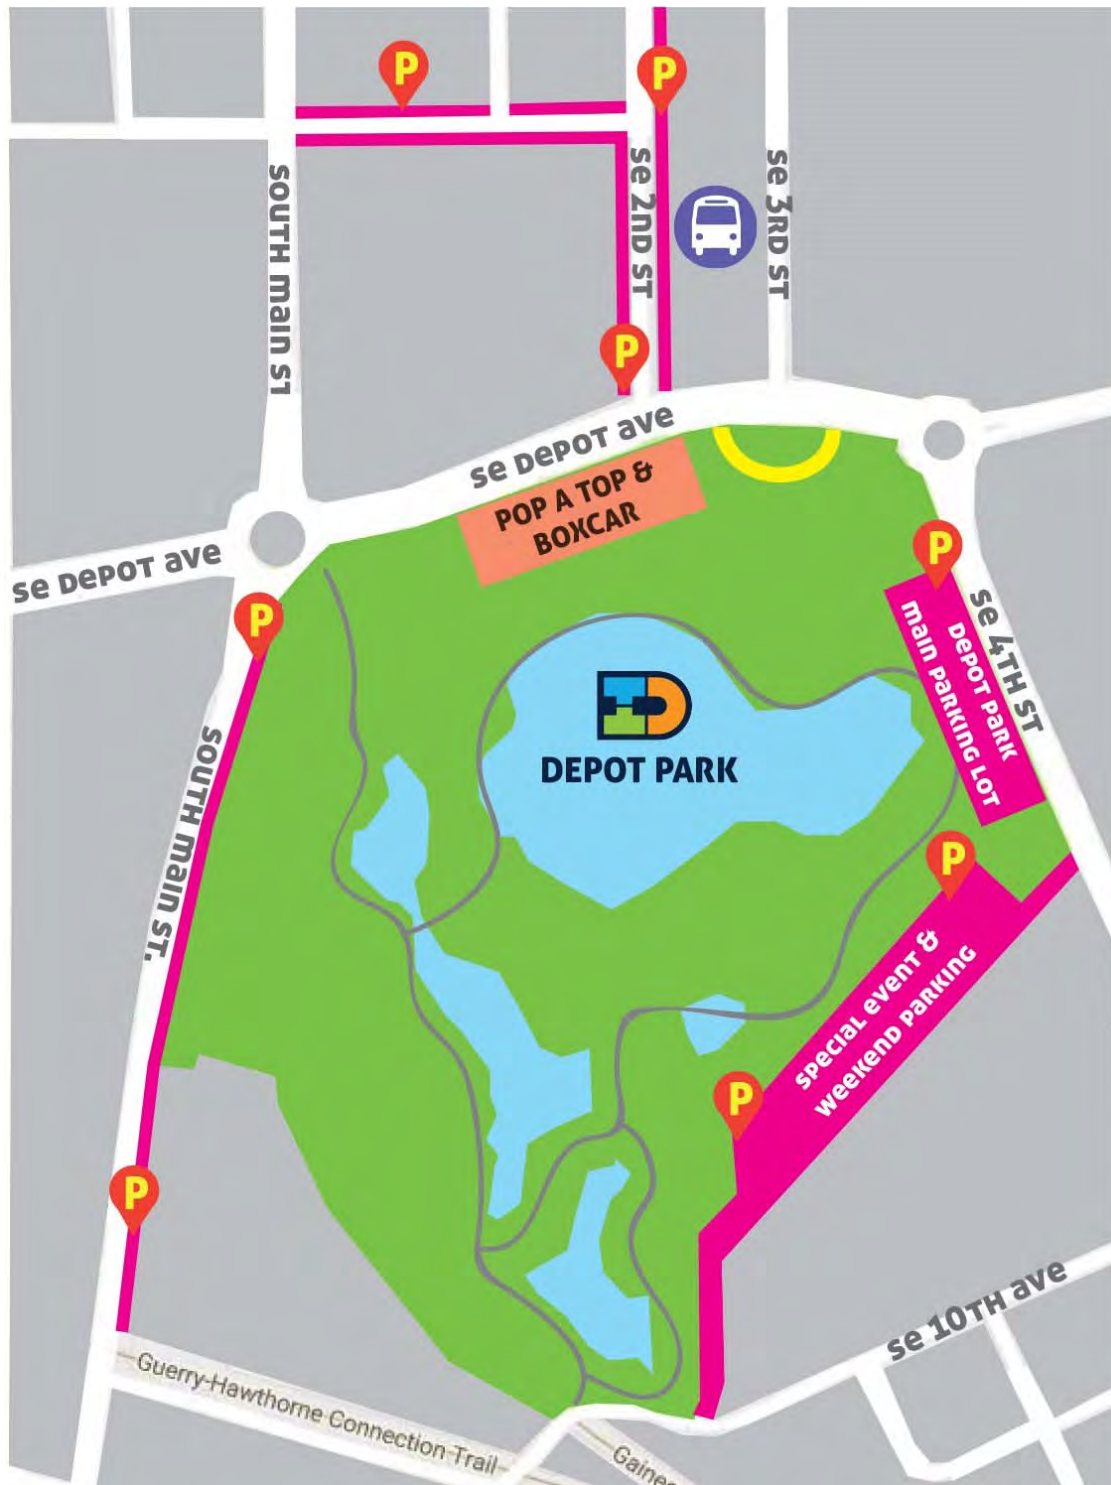 P
P
SOUTH MAIN ST
SE 2ND ST
SE 3RD ST
P
SE DEPOT AVE
POP A TOP &
BOXCAR
SE DEPOT AVE
P
P
DEPOT PARK
MAIN PARKING LOT
SE 4TH ST
DEPOT PARK
SOUTH MAIN ST.
P
SPECIAL EVENT &
WEEKEND PARKING
P
P
SE 10TH AVE
Guerry-Hawthorne Connection Trail